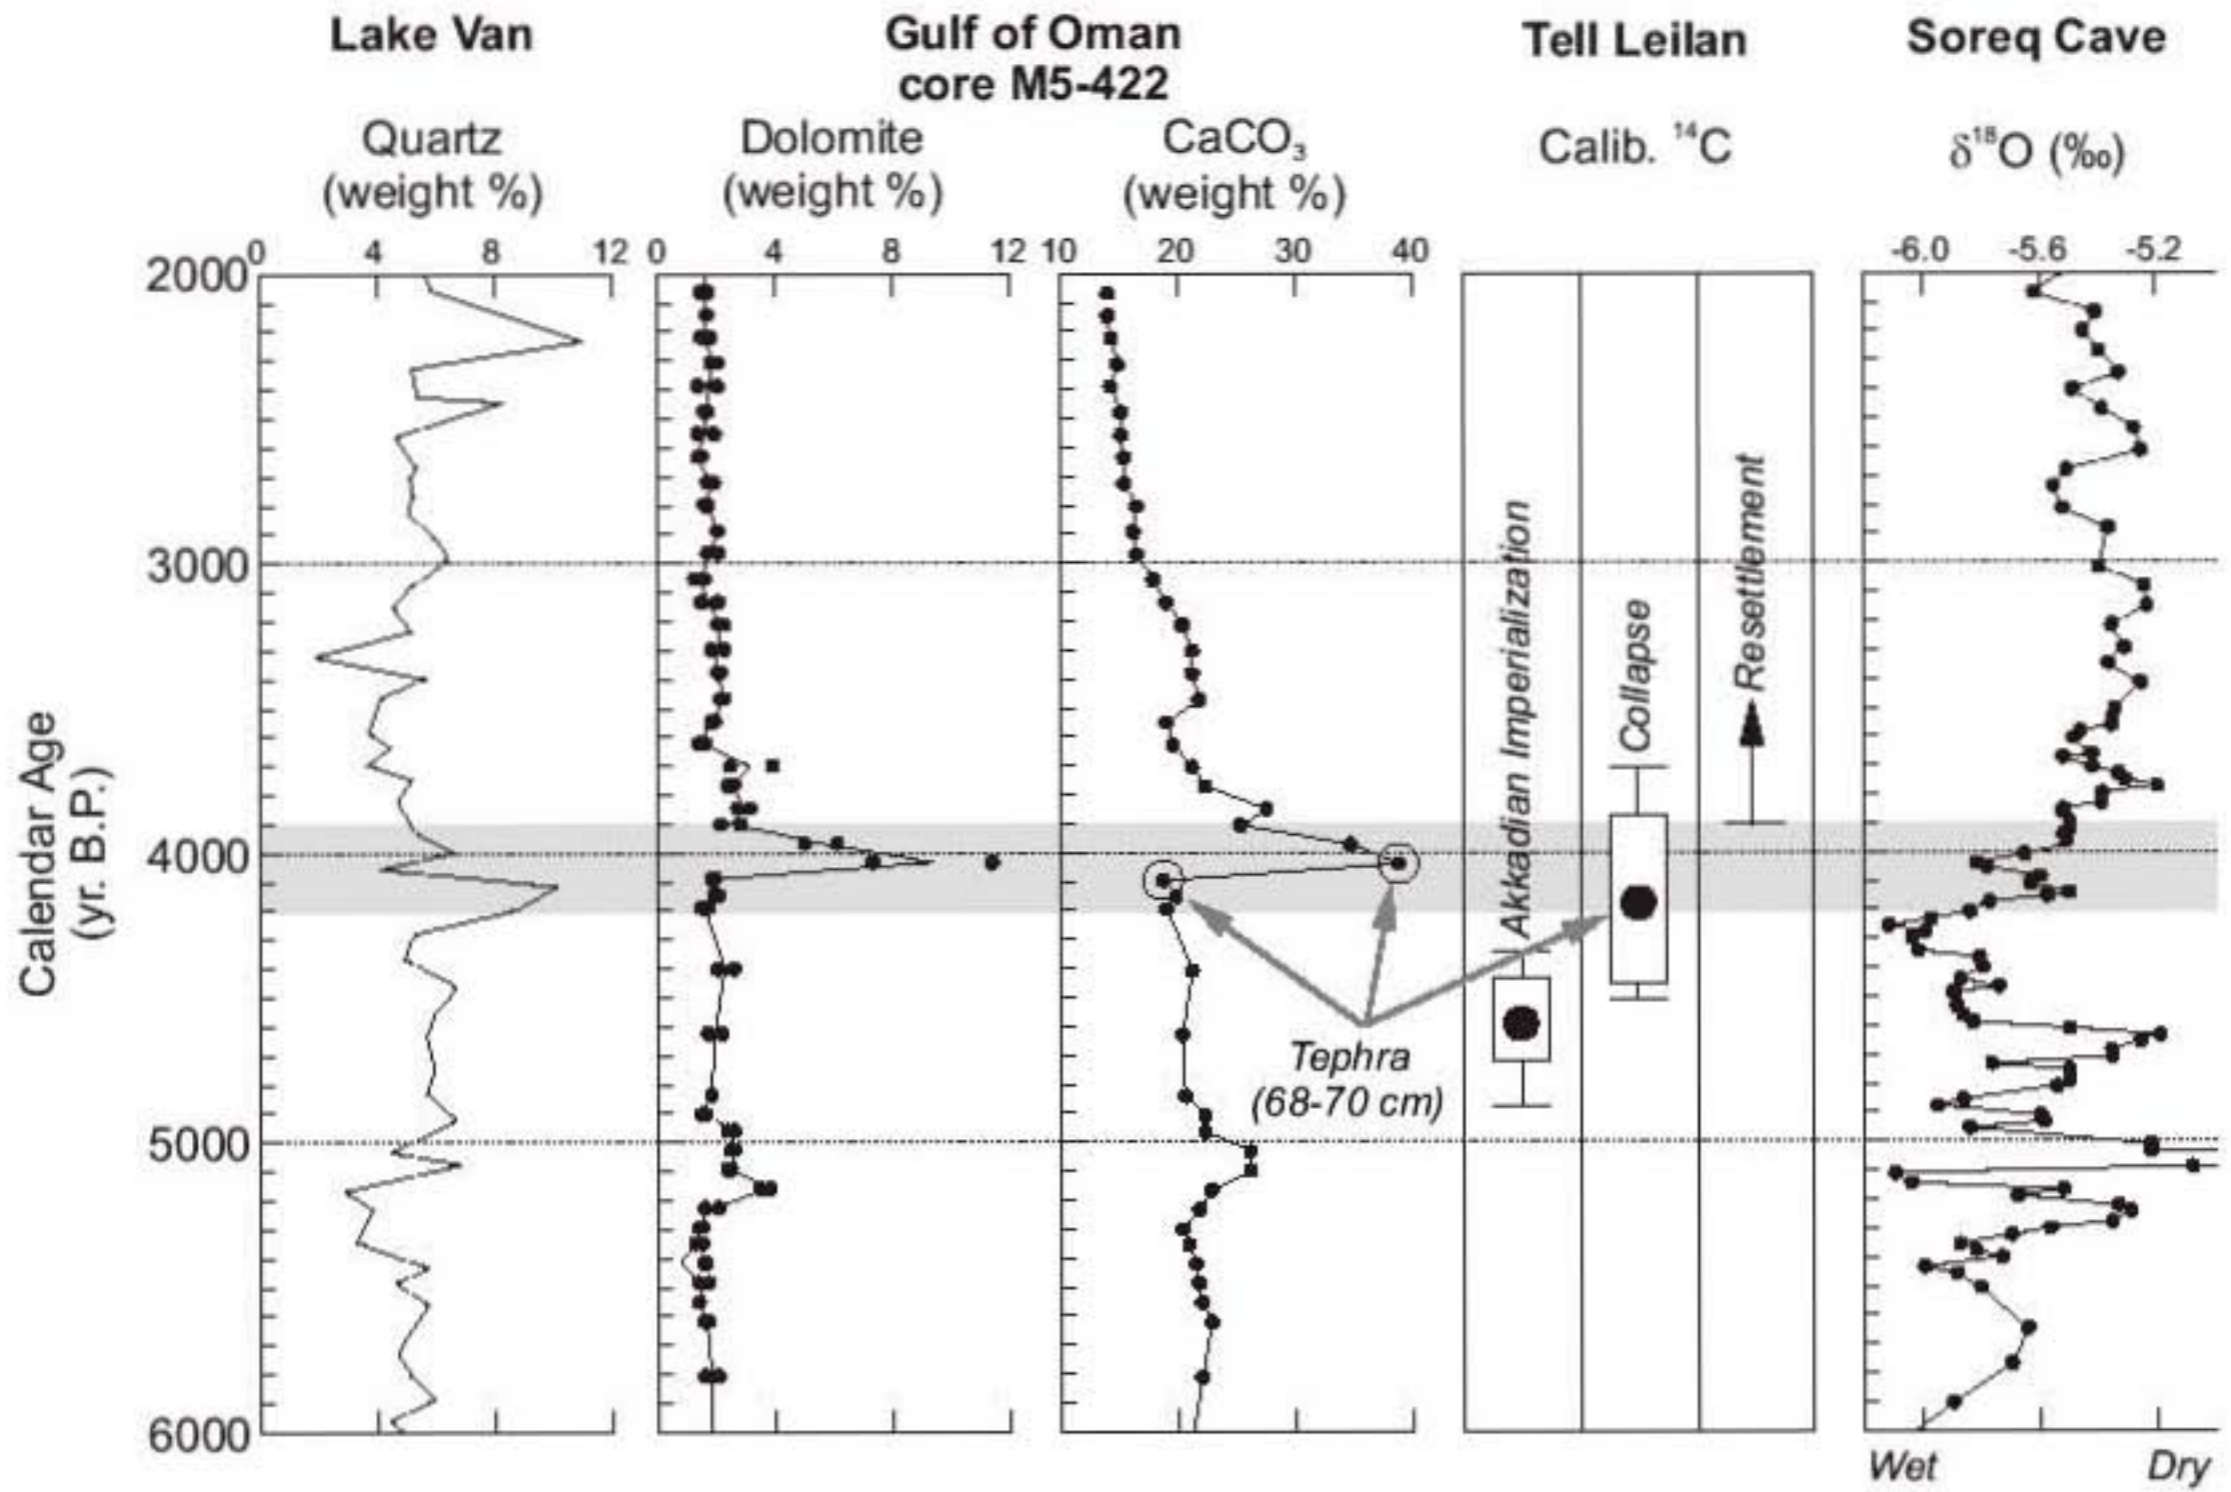 Lake Van
Gulf of Oman
core M5-422
Tell Leilan
Soreq Cave
Quartz
(weight %)
Dolomite
(weight %)
CaCO₃
(weight %)
Calib. ¹⁴C
δ¹⁸O (‰)
0 4 8 12
0 4 8 12
10 20 30 40
-6.0 -5.6 -5.2
2000
3000
4000
5000
6000
Calendar Age
(yr. B.P.)
Akkadian Imperialization
Collapse
Resettlement
Tephra
(68-70 cm)
Wet Dry